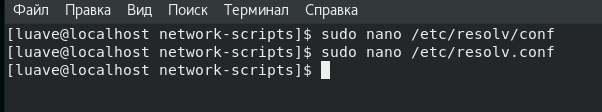 Файл Правка Вид Поиск Терминал Справка
[luave@localhost network-scripts]$ sudo nano /etc/resolv/conf
[luave@localhost network-scripts]$ sudo nano /etc/resolv.conf
[luave@localhost network-scripts]$